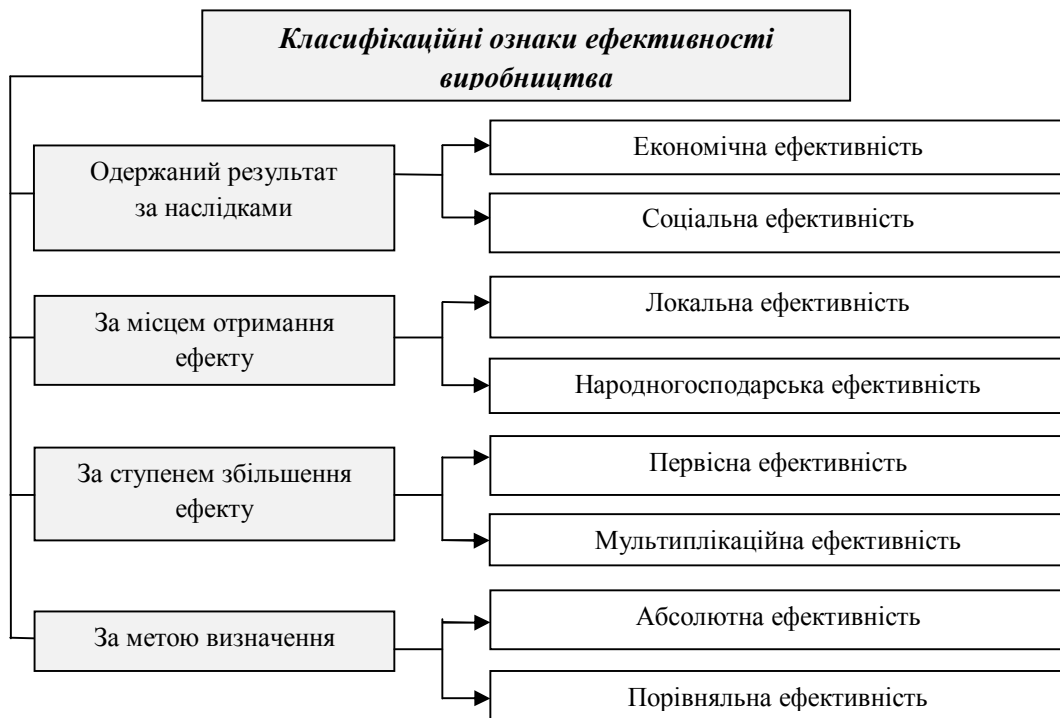 Класифікаційні ознаки ефективності
виробництва
Одержаний результат
за наслідками
Економічна ефективність
Соціальна ефективність
За місцем отримання
ефекту
Локальна ефективність
Народногосподарська ефективність
За ступенем збільшення
ефекту
Первісна ефективність
Мультиплікаційна ефективність
За метою визначення
Абсолютна ефективність
Порівняльна ефективність